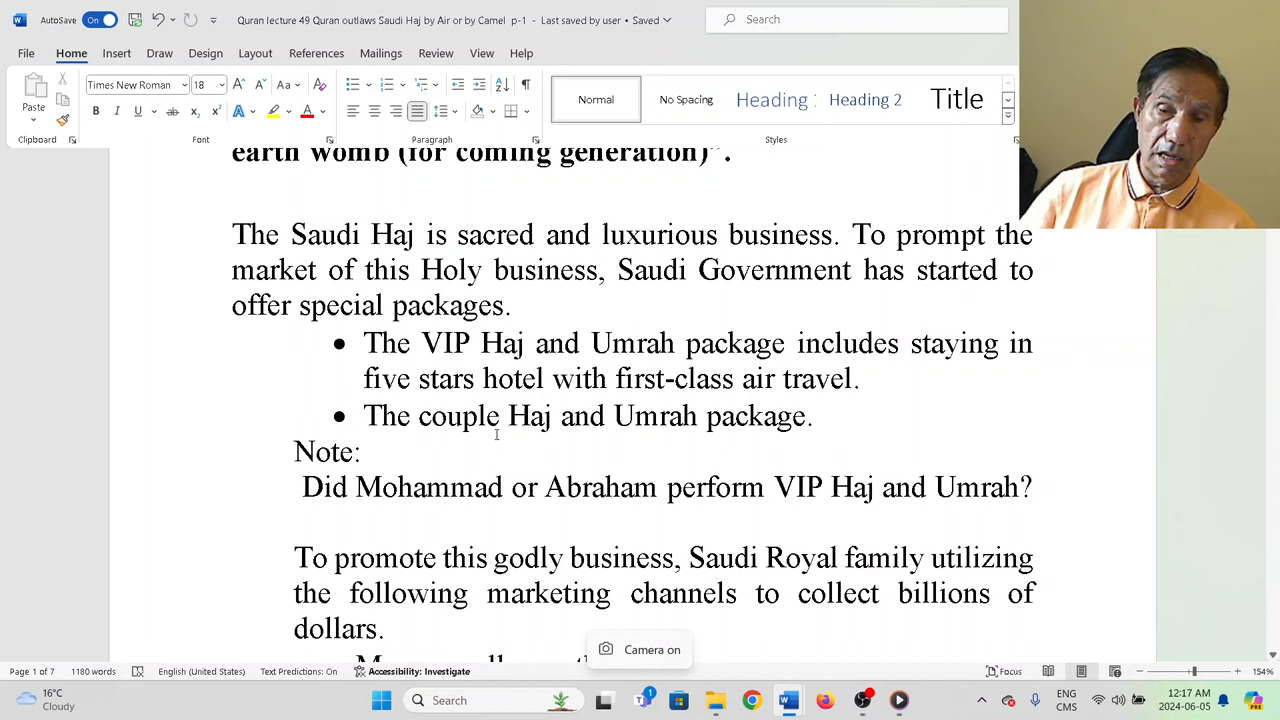 AutoSave On Quran lecture 49 Quran outlaws Saudi Haj by Air or by Camel p-1 - Last saved by user • Saved Search
File Home Insert Draw Design Layout References Mailings Review View Help
Paste Times New Roman 18 Aa Normal No Spacing Heading Heading 2 Title
B I U ab x₂ x² A A
Clipboard Font Paragraph Styles
earth womb (for coming generation)”.
The Saudi Haj is sacred and luxurious business. To prompt the
market of this Holy business, Saudi Government has started to
offer special packages.
• The VIP Haj and Umrah package includes staying in
five stars hotel with first-class air travel.
• The couple Haj and Umrah package.
Note:
Did Mohammad or Abraham perform VIP Haj and Umrah?
To promote this godly business, Saudi Royal family utilizing
the following marketing channels to collect billions of
dollars.
Camera on
Page 1 of 7 1180 words English (United States) Text Predictions: On Accessibility: Investigate Focus 154%
16°C
Cloudy
Search
1
ENG
CMS
12:17 AM
2024-06-05
PRE